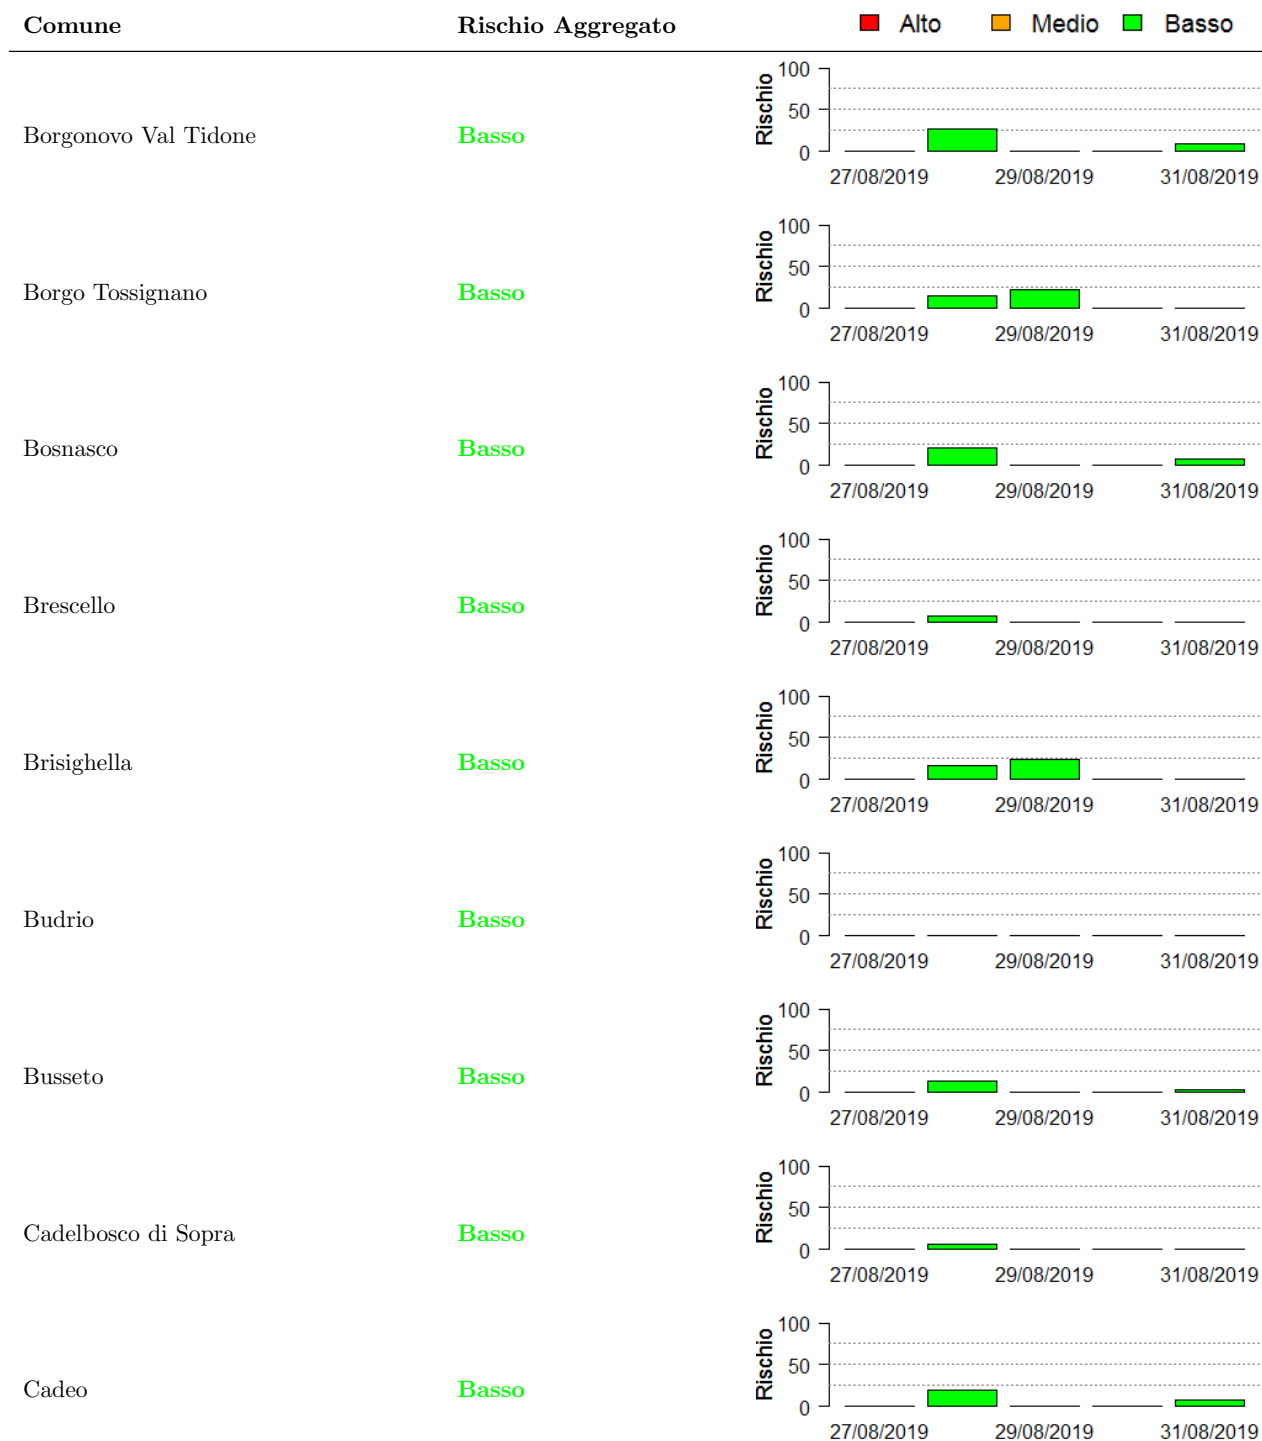 Comune Rischio Aggregato Alto Medio Basso
Borgonovo Val Tidone Basso Rischio 100 50 0
27/08/2019 29/08/2019 31/08/2019
Borgo Tossignano Basso Rischio 100 50 0
27/08/2019 29/08/2019 31/08/2019
Bosnasco Basso Rischio 100 50 0
27/08/2019 29/08/2019 31/08/2019
Brescello Basso Rischio 100 50 0
27/08/2019 29/08/2019 31/08/2019
Brisighella Basso Rischio 100 50 0
27/08/2019 29/08/2019 31/08/2019
Budrio Basso Rischio 100 50 0
27/08/2019 29/08/2019 31/08/2019
Busseto Basso Rischio 100 50 0
27/08/2019 29/08/2019 31/08/2019
Cadelbosco di Sopra Basso Rischio 100 50 0
27/08/2019 29/08/2019 31/08/2019
Cadeo Basso Rischio 100 50 0
27/08/2019 29/08/2019 31/08/2019